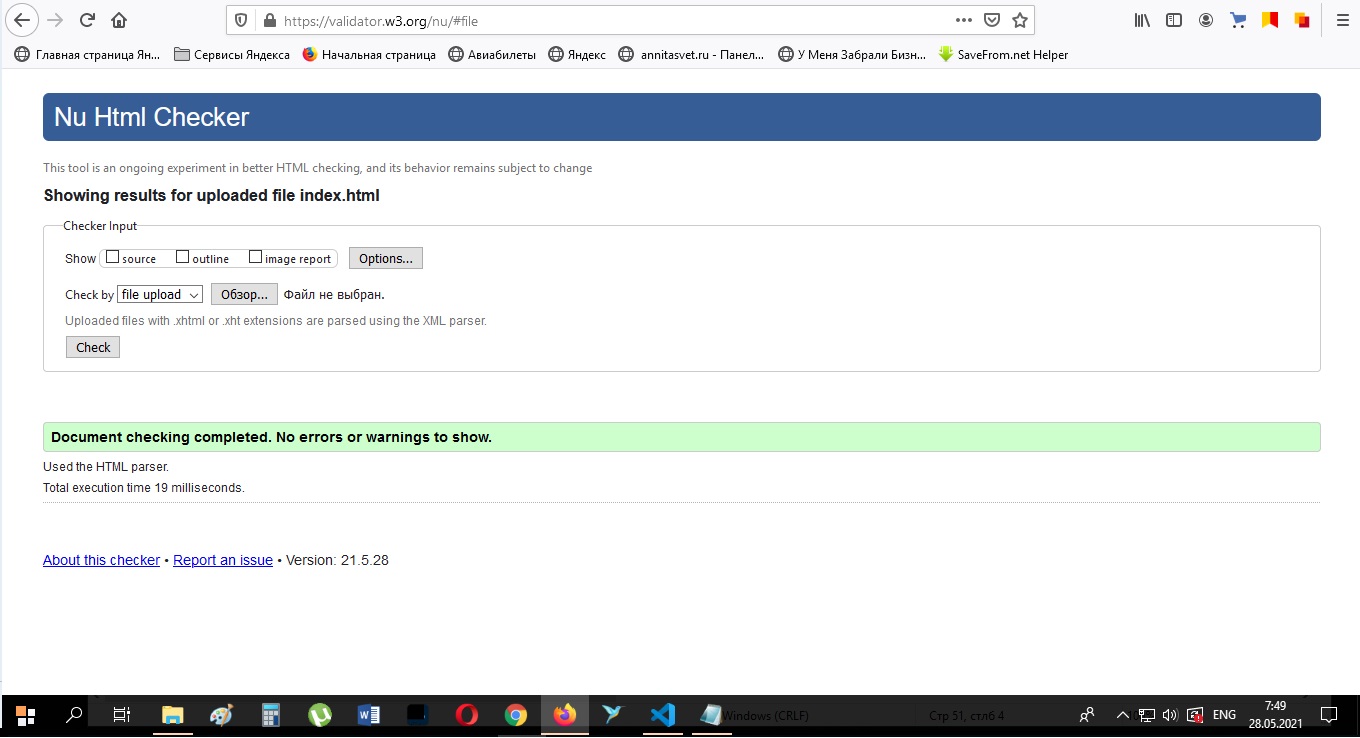 https://validator.w3.org/nu/#file
Главная страница Ян... Сервисы Яндекса Начальная страница Авиабилеты Яндекс annitasvet.ru - Панел... У Меня Забрали Бизн... SaveFrom.net Helper
Nu Html Checker
This tool is an ongoing experiment in better HTML checking, and its behavior remains subject to change
Showing results for uploaded file index.html
Checker Input
Show source outline image report Options...
Check by file upload Обзор... Файл не выбран.
Uploaded files with .xhtml or .xht extensions are parsed using the XML parser.
Check
Document checking completed. No errors or warnings to show.
Used the HTML parser.
Total execution time 19 milliseconds.
About this checker • Report an issue • Version: 21.5.28
Windows (CRLF) Стр 51, стлб 4 ENG 7:49
28.05.2021